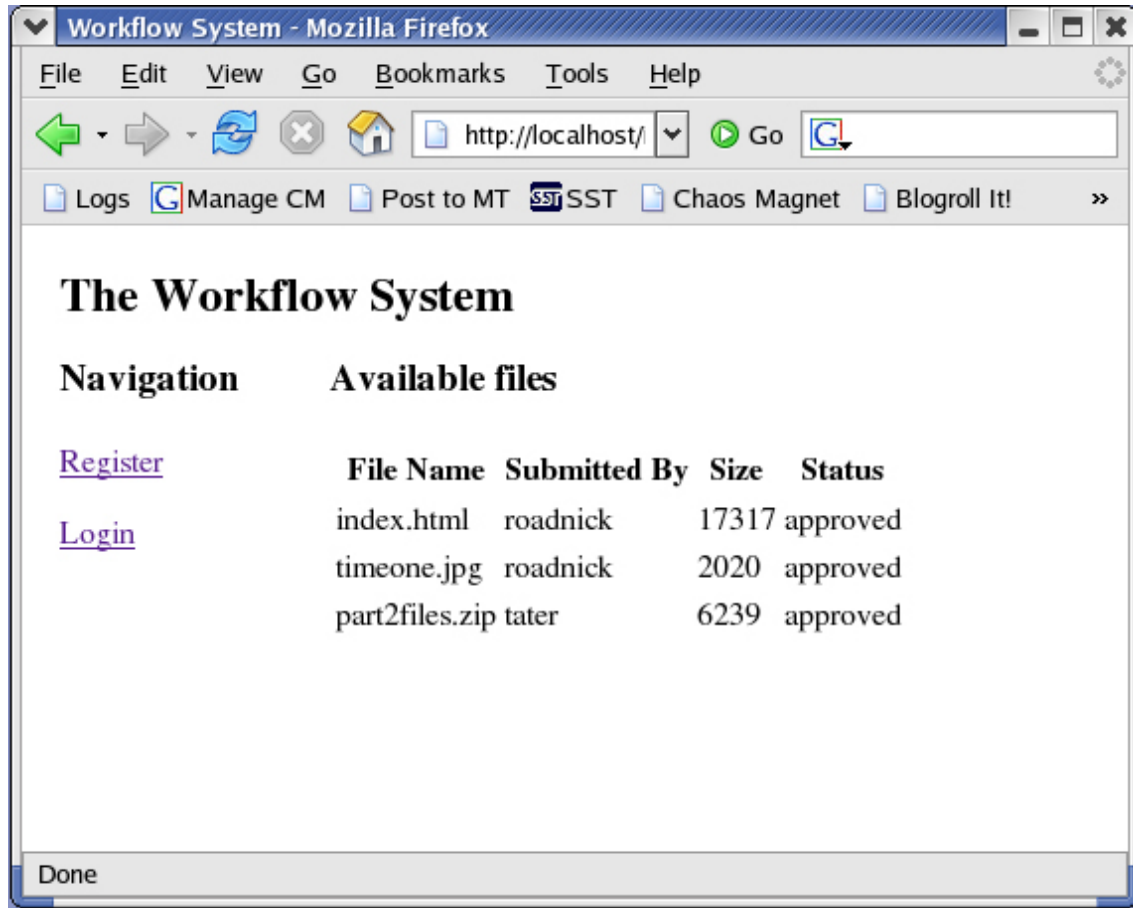 Workflow System - Mozilla Firefox
File Edit View Go Bookmarks Tools Help
http://localhost/ Go G
Logs G Manage CM Post to MT SST SST Chaos Magnet Blogroll It! »
The Workflow System
Navigation Available files
Register
Login
File Name Submitted By Size Status
index.html roadnick 17317 approved
timeone.jpg roadnick 2020 approved
part2files.zip tater 6239 approved
Done